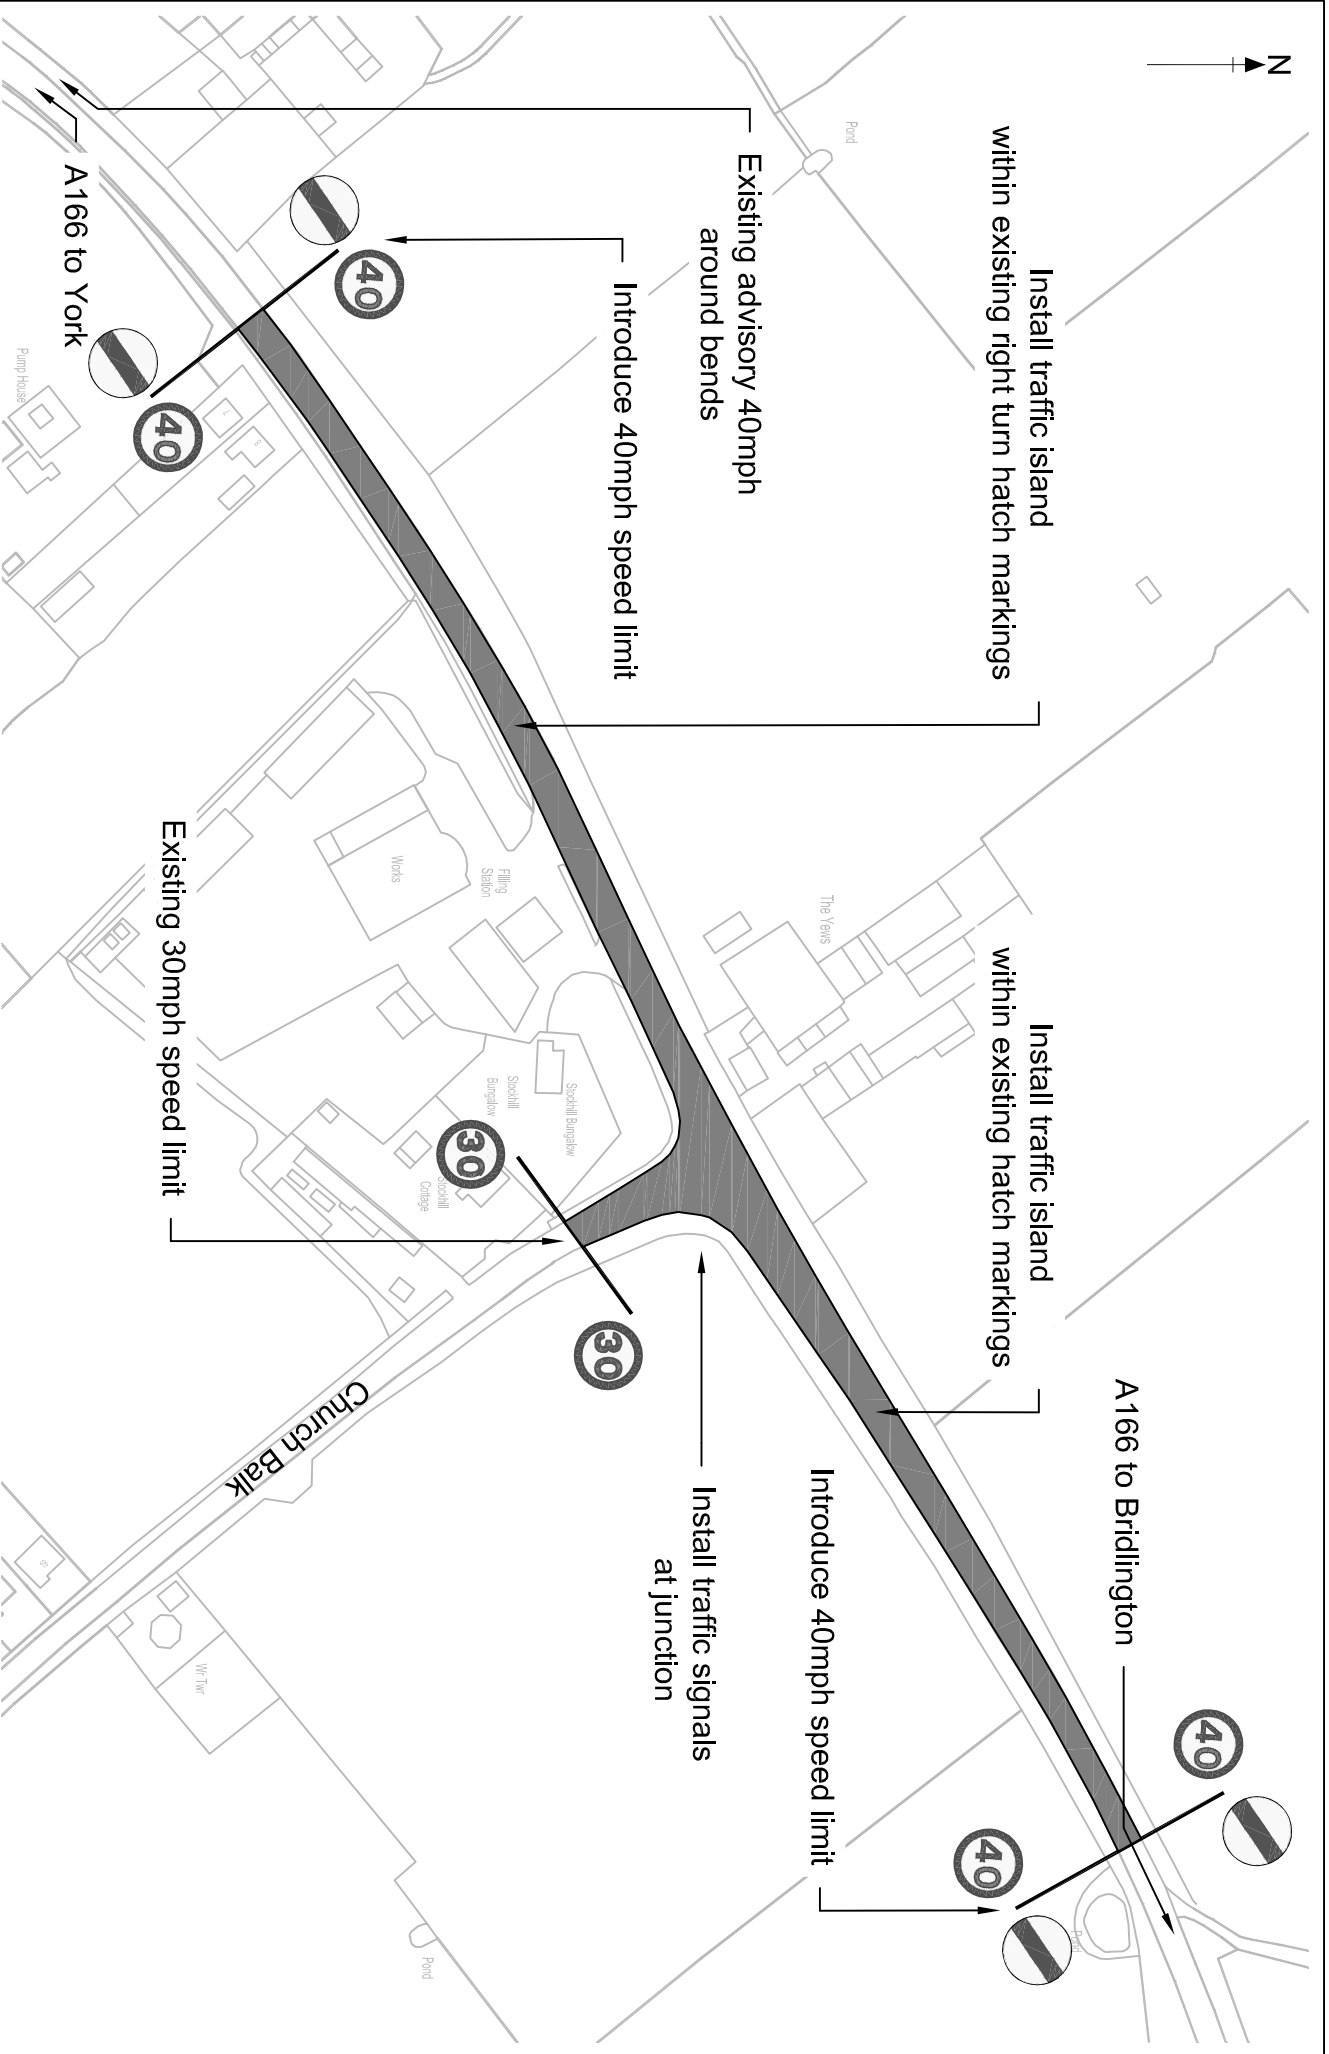 N
Install traffic island
within existing right turn hatch markings
Install traffic island
within existing hatch markings
A166 to Bridlington
Existing advisory 40mph
around bends
Introduce 40mph speed limit
Introduce 40mph speed limit
Install traffic signals
at junction
Existing 30mph speed limit
A166 to York
Church Balk
40
40
40
40
30
30
Pond
The Yews
Filling
Station
Works
Stockhill Bungalow
Stockhill
Bungalow
Stockhill
Cottage
Pump House
Wr Twr
Pond
Pond